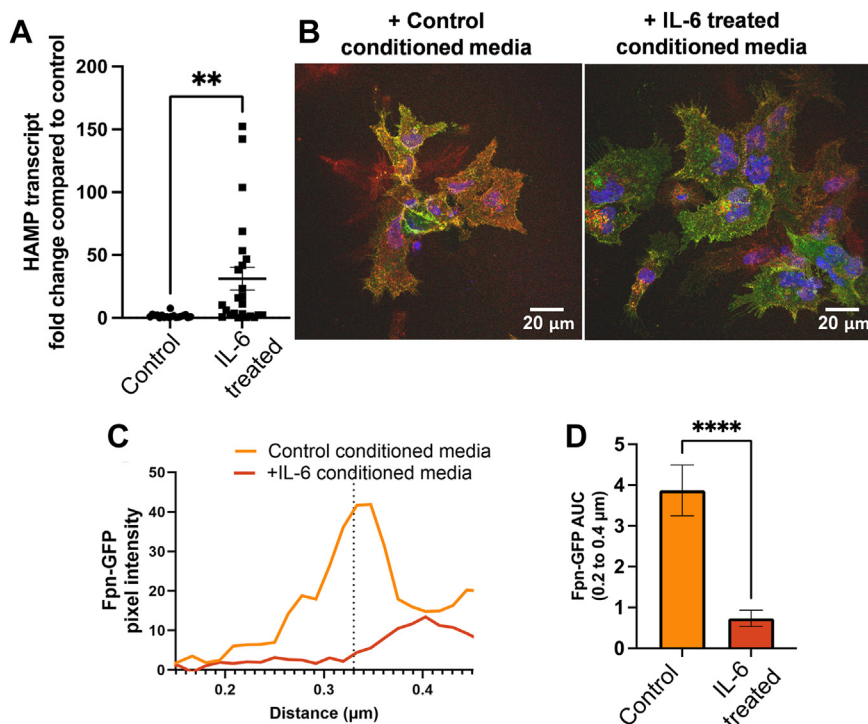 A
HAMP transcript
fold change compared to control
200
150
100
50
0
**
Control
IL-6
treated
B
+ Control
conditioned media
+ IL-6 treated
conditioned media
20 µm
20 µm
C
Control conditioned media
+IL-6 conditioned media
Fpn-GFP
pixel intensity
50
40
30
20
10
0
0.2
0.3
0.4
Distance (µm)
D
Fpn-GFP AUC
(0.2 to 0.4 µm)
5
4
3
2
1
0
****
Control
IL-6
treated